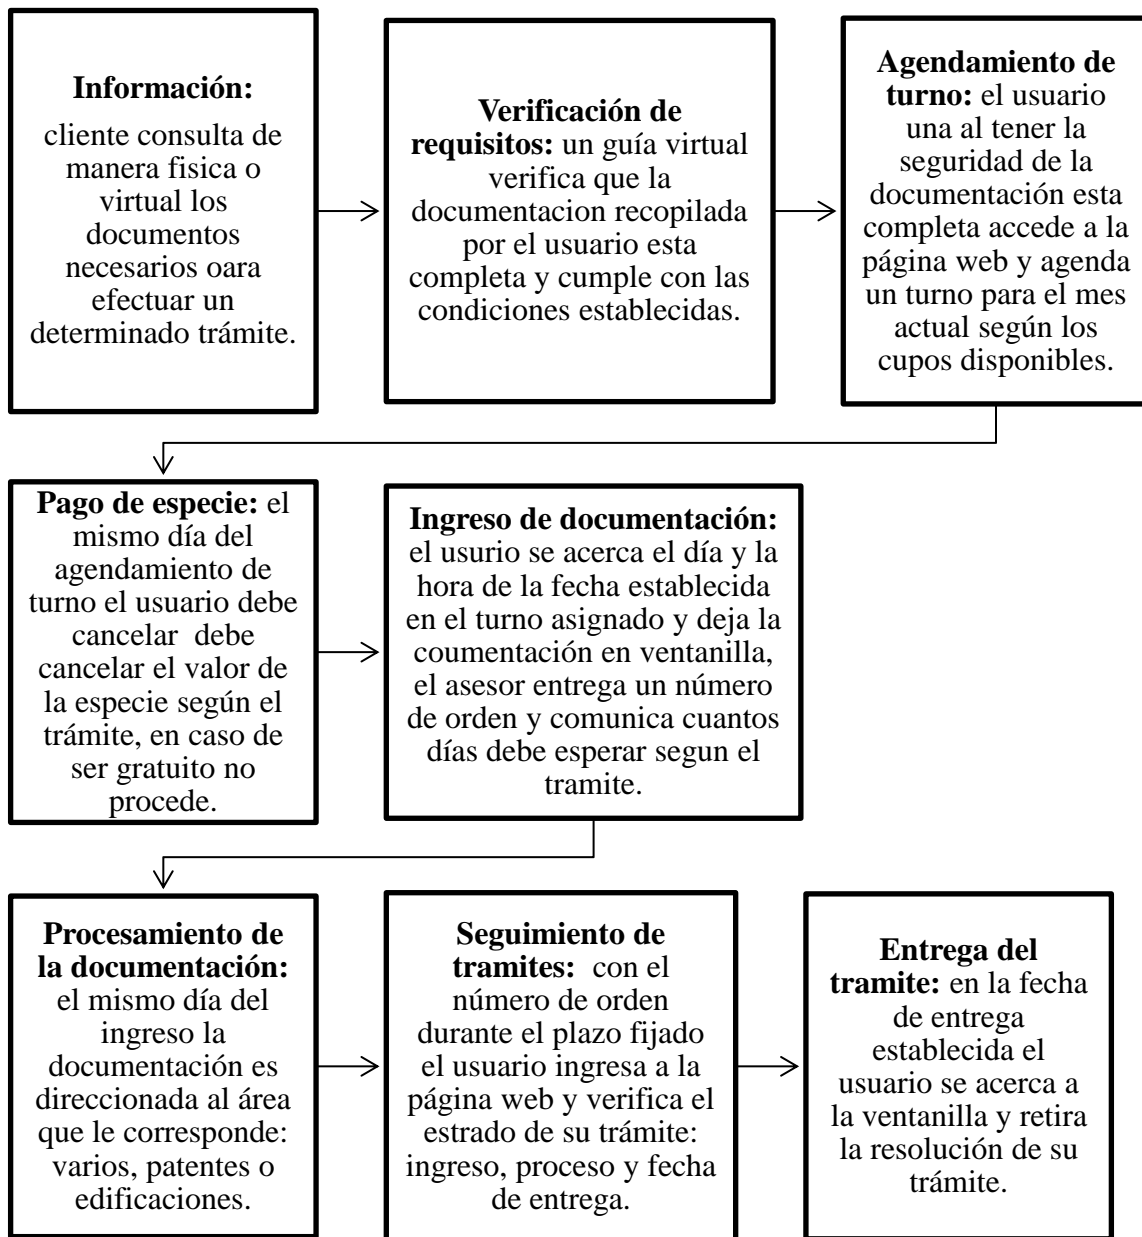 Información:
cliente consulta de
manera fisica o
virtual los
documentos
necesarios oara
efectuar un
determinado trámite.
Verificación de
requisitos: un guía virtual
verifica que la
documentacion recopilada
por el usuario esta
completa y cumple con las
condiciones establecidas.
Agendamiento de
turno: el usuario
una al tener la
seguridad de la
documentación esta
completa accede a la
página web y agenda
un turno para el mes
actual según los
cupos disponibles.
Pago de especie: el
mismo día del
agendamiento de
turno el usuario debe
cancelar  debe
cancelar el valor de
la especie según el
trámite, en caso de
ser gratuito no
procede.
Ingreso de documentación:
el usurio se acerca el día y la
hora de la fecha establecida
en el turno asignado y deja la
coumentación en ventanilla,
el asesor entrega un número
de orden y comunica cuantos
días debe esperar segun el
tramite.
Procesamiento de
la documentación:
el mismo día del
ingreso la
documentación es
direccionada al área
que le corresponde:
varios, patentes o
edificaciones.
Seguimiento de
tramites:  con el
número de orden
durante el plazo fijado
el usuario ingresa a la
página web y verifica el
estrado de su trámite:
ingreso, proceso y fecha
de entrega.
Entrega del
tramite: en la fecha
de entrega
establecida el
usuario se acerca a
la ventanilla y retira
la resolución de su
trámite.